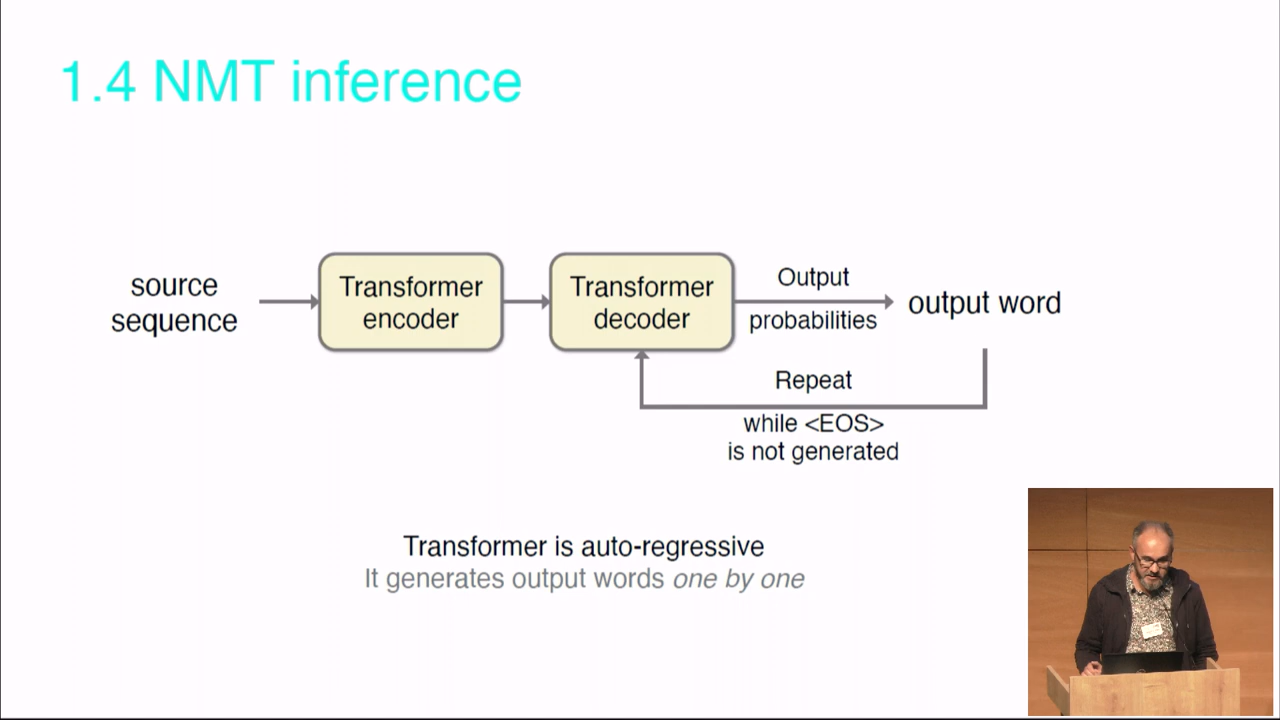 1.4 NMT inference
source
sequence
Transformer
encoder
Transformer
decoder
Output
probabilities
output word
Repeat
while <EOS>
is not generated
Transformer is auto-regressive
It generates output words one by one